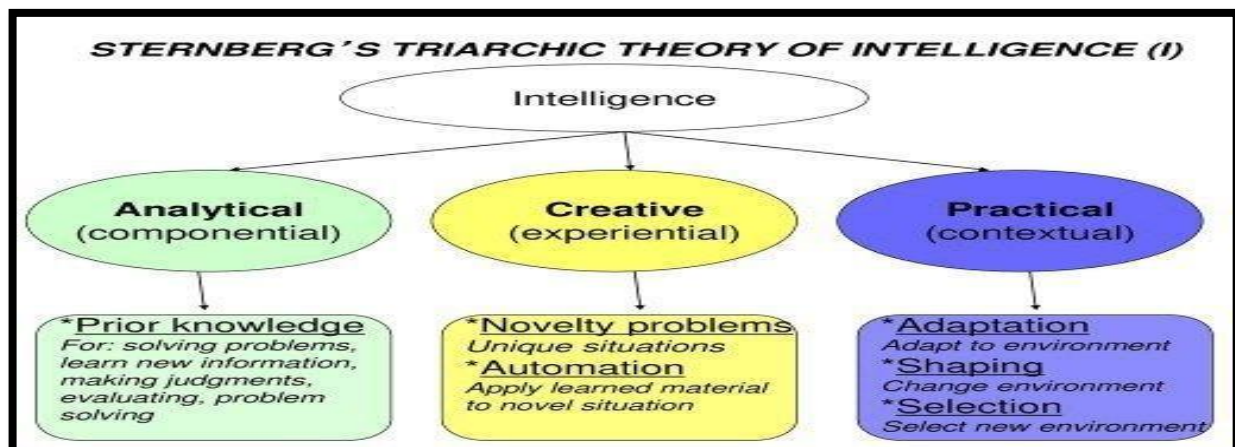 STERNBERG'S TRIARCHIC THEORY OF INTELLIGENCE (I)
Intelligence
Analytical
(componential)
Creative
(experiential)
Practical
(contextual)
*Prior knowledge
For: solving problems,
learn new information,
making judgments,
evaluating, problem
solving
*Novelty problems
Unique situations
*Automation
Apply learned material
to novel situation
*Adaptation
Adapt to environment
*Shaping
Change environment
*Selection
Select new environment